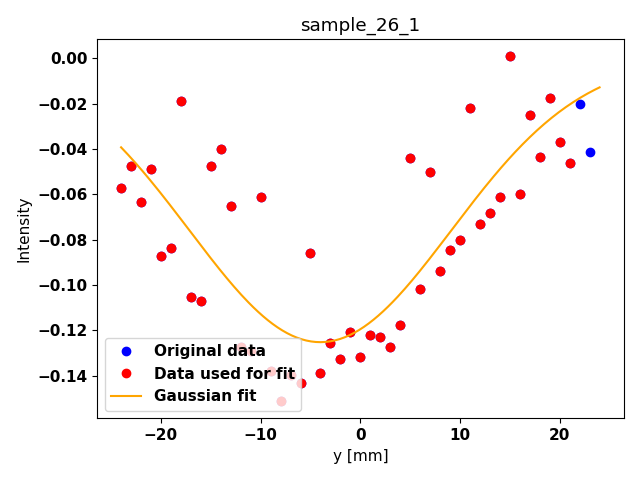 sample_26_1
0.00
−0.02
−0.04
−0.06
−0.08
−0.10
−0.12
−0.14
Intensity
Original data
Data used for fit
Gaussian fit
−20
−10
0
10
20
y [mm]